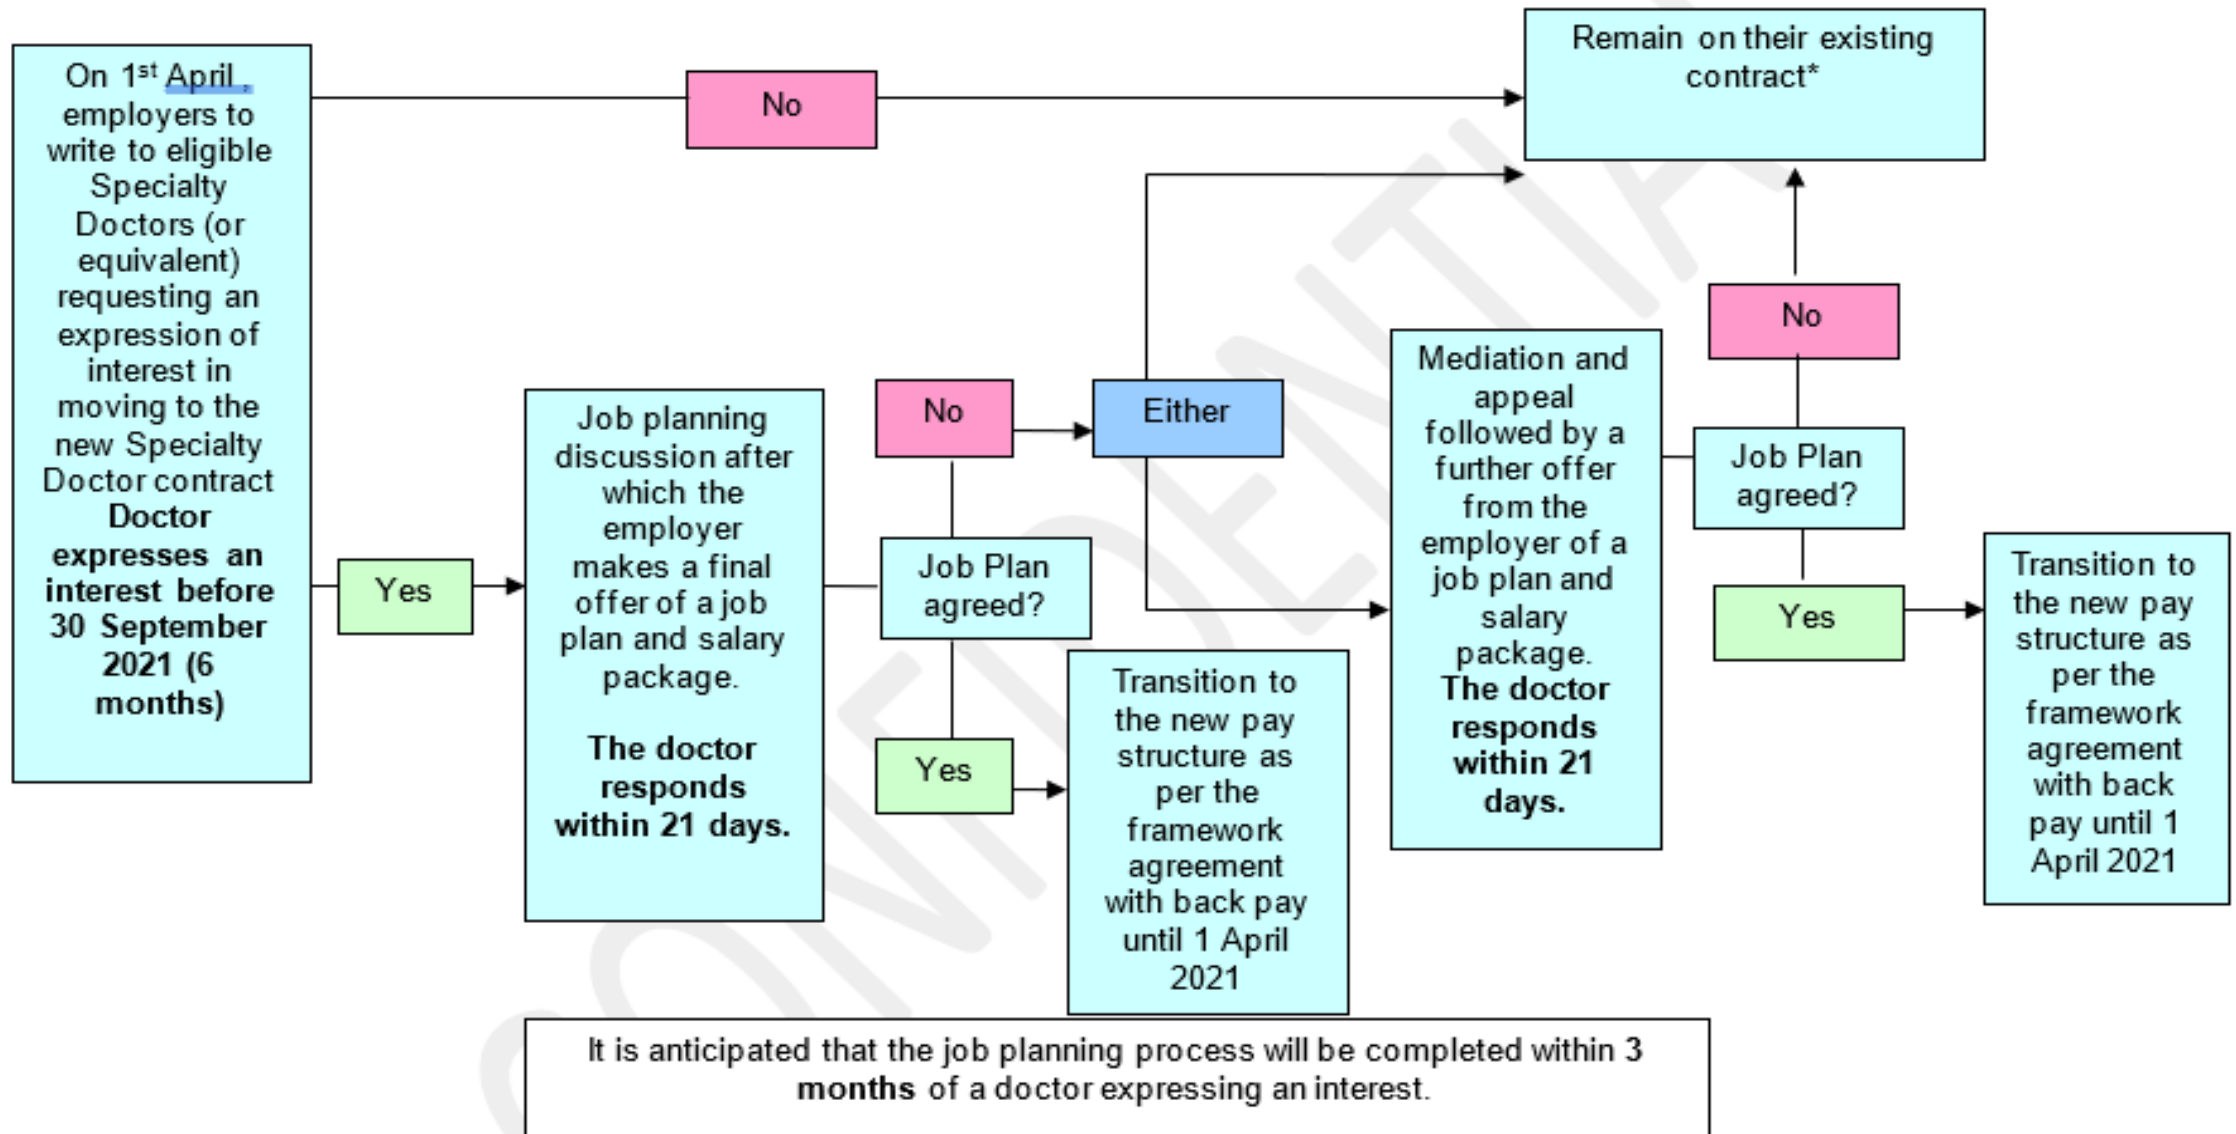 On 1st April ,
employers to
write to eligible
Specialty
Doctors (or
equivalent)
requesting an
expression of
interest in
moving to the
new Specialty
Doctor contract
Doctor
expresses an
interest before
30 September
2021 (6
months)
No
Remain on their existing
contract*
Yes
Job planning
discussion after
which the
employer
makes a final
offer of a job
plan and salary
package.
The doctor
responds
within 21 days.
No
Job Plan
agreed?
Yes
Either
Transition to
the new pay
structure as
per the
framework
agreement
with back pay
until 1 April
2021
Mediation and
appeal
followed by a
further offer
from the
employer of a
job plan and
salary
package.
The doctor
responds
within 21
days.
No
Job Plan
agreed?
Yes
Transition to
the new pay
structure as
per the
framework
agreement
with back
pay until 1
April 2021
It is anticipated that the job planning process will be completed within 3
months of a doctor expressing an interest.
CONFIDENTIA